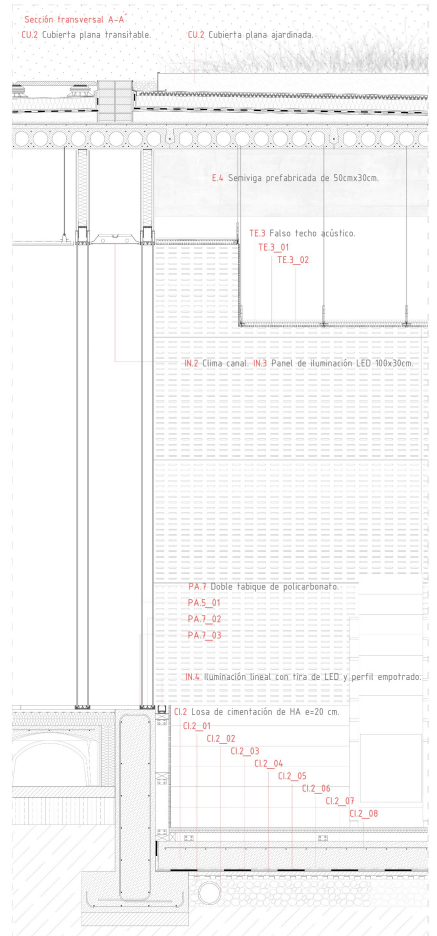 Sección transversal A-A'
CU.2 Cubierta plana transitable.
CU.2 Cubierta plana ajardinada.
E.4 Semiviga prefabricada de 50cmx30cm.
TE.3 Falso techo acústico.
TE.3_01
TE.3_02
IN.2 Clima canal. IN.3 Panel de iluminación LED 100x30cm.
PA.7 Doble tabique de policarbonato.
PA.5_01
PA.7_02
PA.7_03
IN.4 Iluminación lineal con tira de LED y perfil empotrado.
CI.2 Losa de cimentación de HA e=20 cm.
CI.2_01
CI.2_02
CI.2_03
CI.2_04
CI.2_05
CI.2_06
CI.2_07
CI.2_08